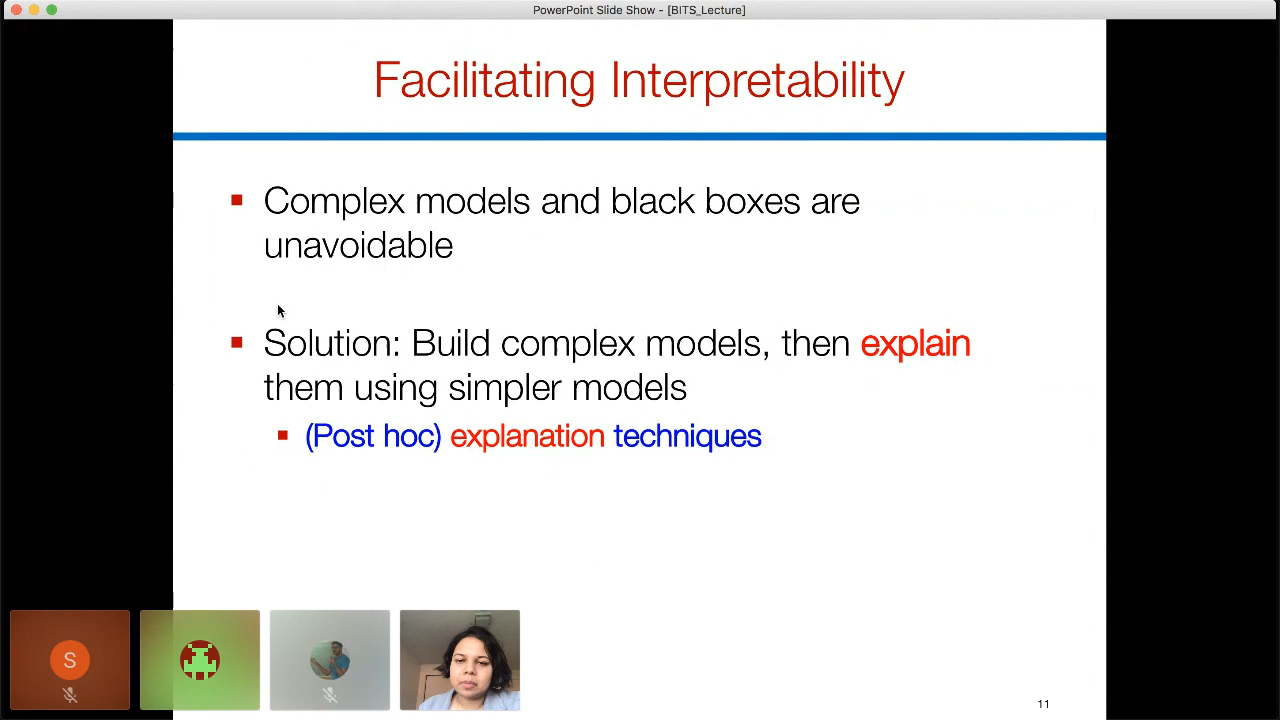 PowerPoint Slide Show - [BITS_Lecture]
Facilitating Interpretability
Complex models and black boxes are
unavoidable
Solution: Build complex models, then explain
them using simpler models
(Post hoc) explanation techniques
S
11